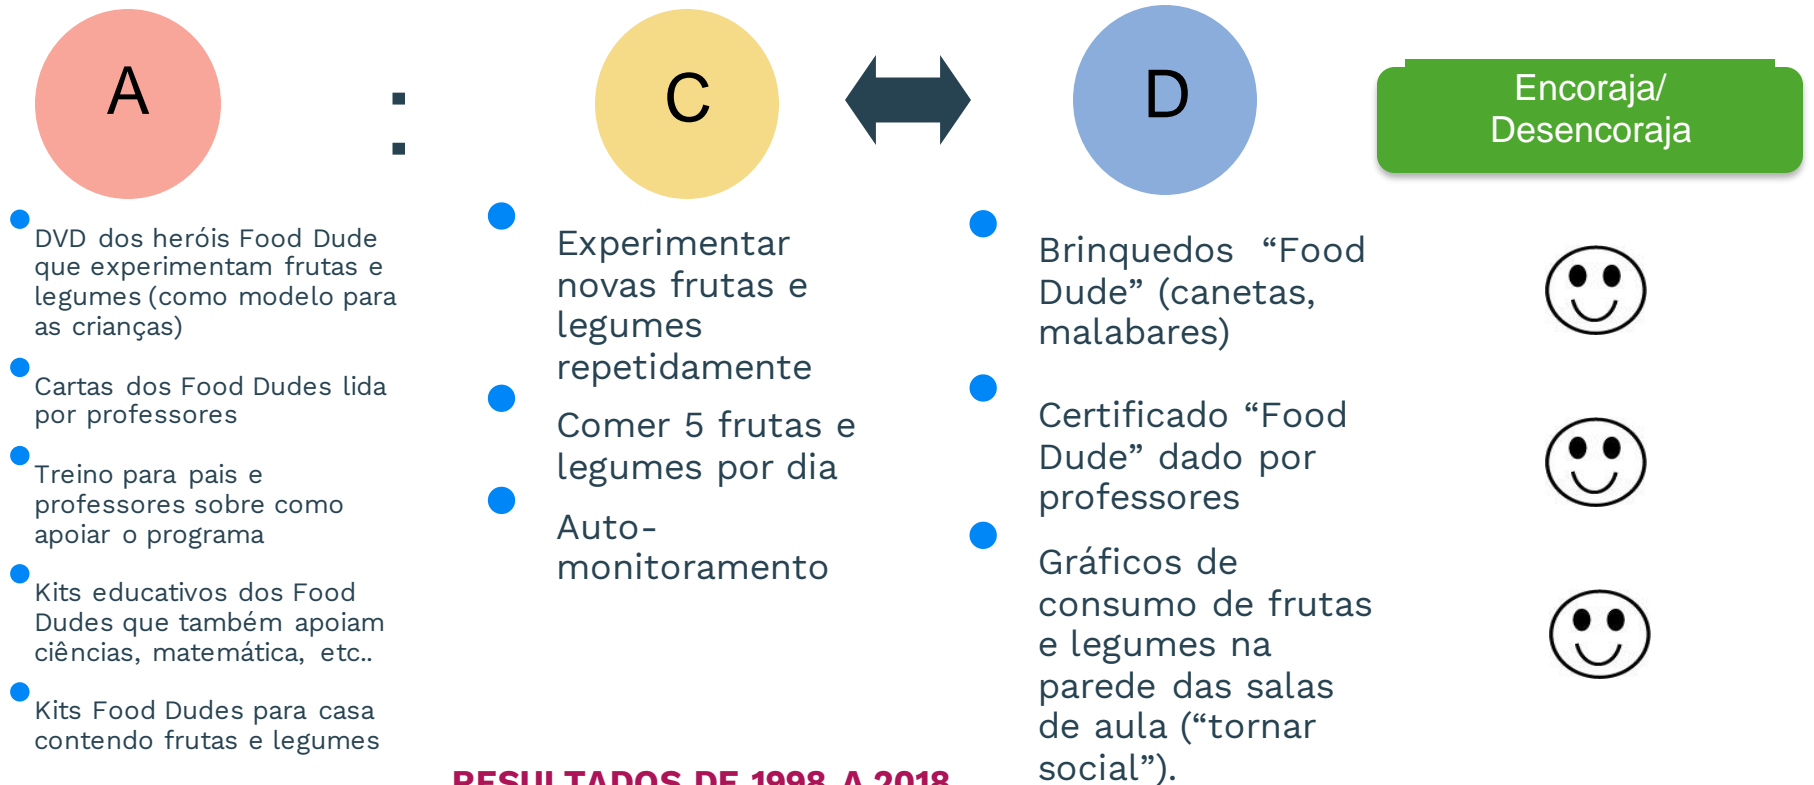 A
:
C
D
Encoraja/
Desencoraja
DVD dos heróis Food Dude
que experimentam frutas e
legumes (como modelo para
as crianças)
Cartas dos Food Dudes lida
por professores
Treino para pais e
professores sobre como
apoiar o programa
Kits educativos dos Food
Dudes que também apoiam
ciências, matemática, etc..
Kits Food Dudes para casa
contendo frutas e legumes
Experimentar
novas frutas e
legumes
repetidamente
Comer 5 frutas e
legumes por dia
Auto-
monitoramento
Brinquedos “Food
Dude” (canetas,
malabares)
Certificado “Food
Dude” dado por
professores
Gráficos de
consumo de frutas
e legumes na
parede das salas
de aula (“tornar
social”).
RESULTADOS DE 1998 A 2018